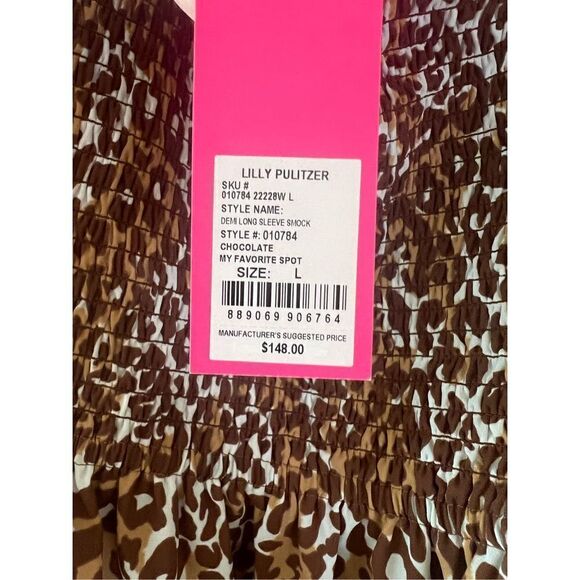 LILLY PULITZER
SKU #
010784 22228W L
STYLE NAME:
DEMI LONG SLEEVE SMOCK
STYLE #: 010784
CHOCOLATE
MY FAVORITE SPOT
SIZE: L
889069 906764
MANUFACTURER'S SUGGESTED PRICE
$148.00